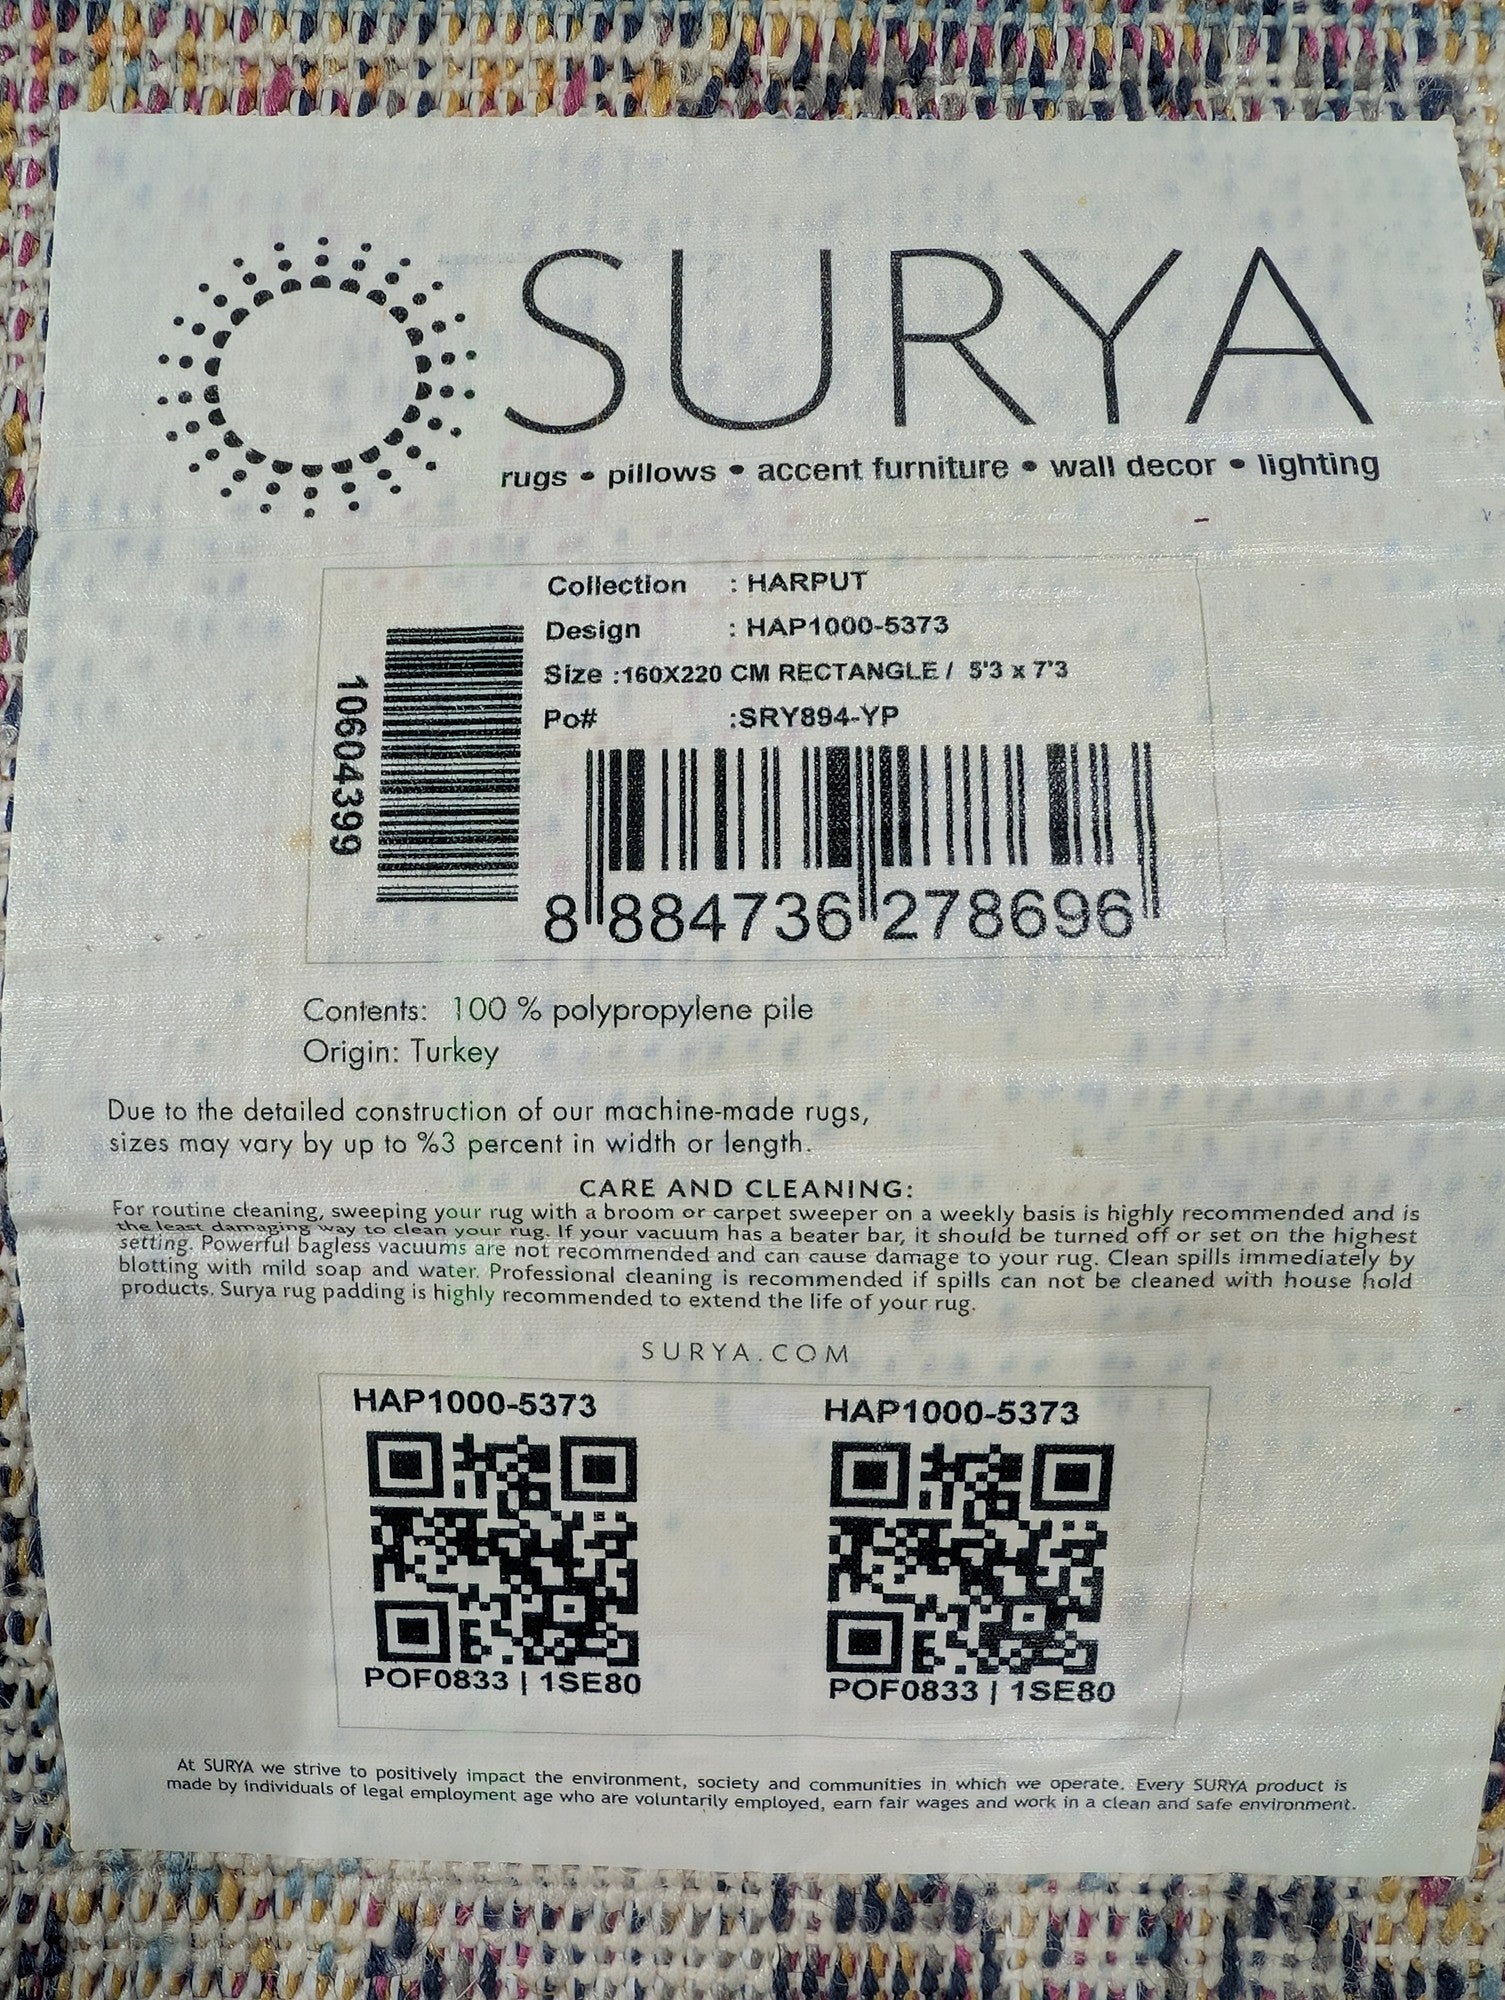 SURYA
rugs • pillows • accent furniture • wall decor • lighting
Collection : HARPUT
Design : HAP1000-5373
Size :160X220 CM RECTANGLE / 5'3 x 7'3
Po# :SRY894-YP
10604399
8 884736 278696
Contents: 100 % polypropylene pile
Origin: Turkey
Due to the detailed construction of our machine-made rugs,
sizes may vary by up to %3 percent in width or length.
CARE AND CLEANING:
For routine cleaning, sweeping your rug with a broom or carpet sweeper on a weekly basis is highly recommended and is
the least damaging way to clean your rug. If your vacuum has a beater bar, it should be turned off or set on the highest
setting. Powerful bagless vacuums are not recommended and can cause damage to your rug. Clean spills immediately by
blotting with mild soap and water. Professional cleaning is recommended if spills can not be cleaned with house hold
products. Surya rug padding is highly recommended to extend the life of your rug.
SURYA.COM
HAP1000-5373
POF0833 | 1SE80
HAP1000-5373
POF0833 | 1SE80
At SURYA we strive to positively impact the environment, society and communities in which we operate. Every SURYA product is
made by individuals of legal employment age who are voluntarily employed, earn fair wages and work in a clean and safe environment.